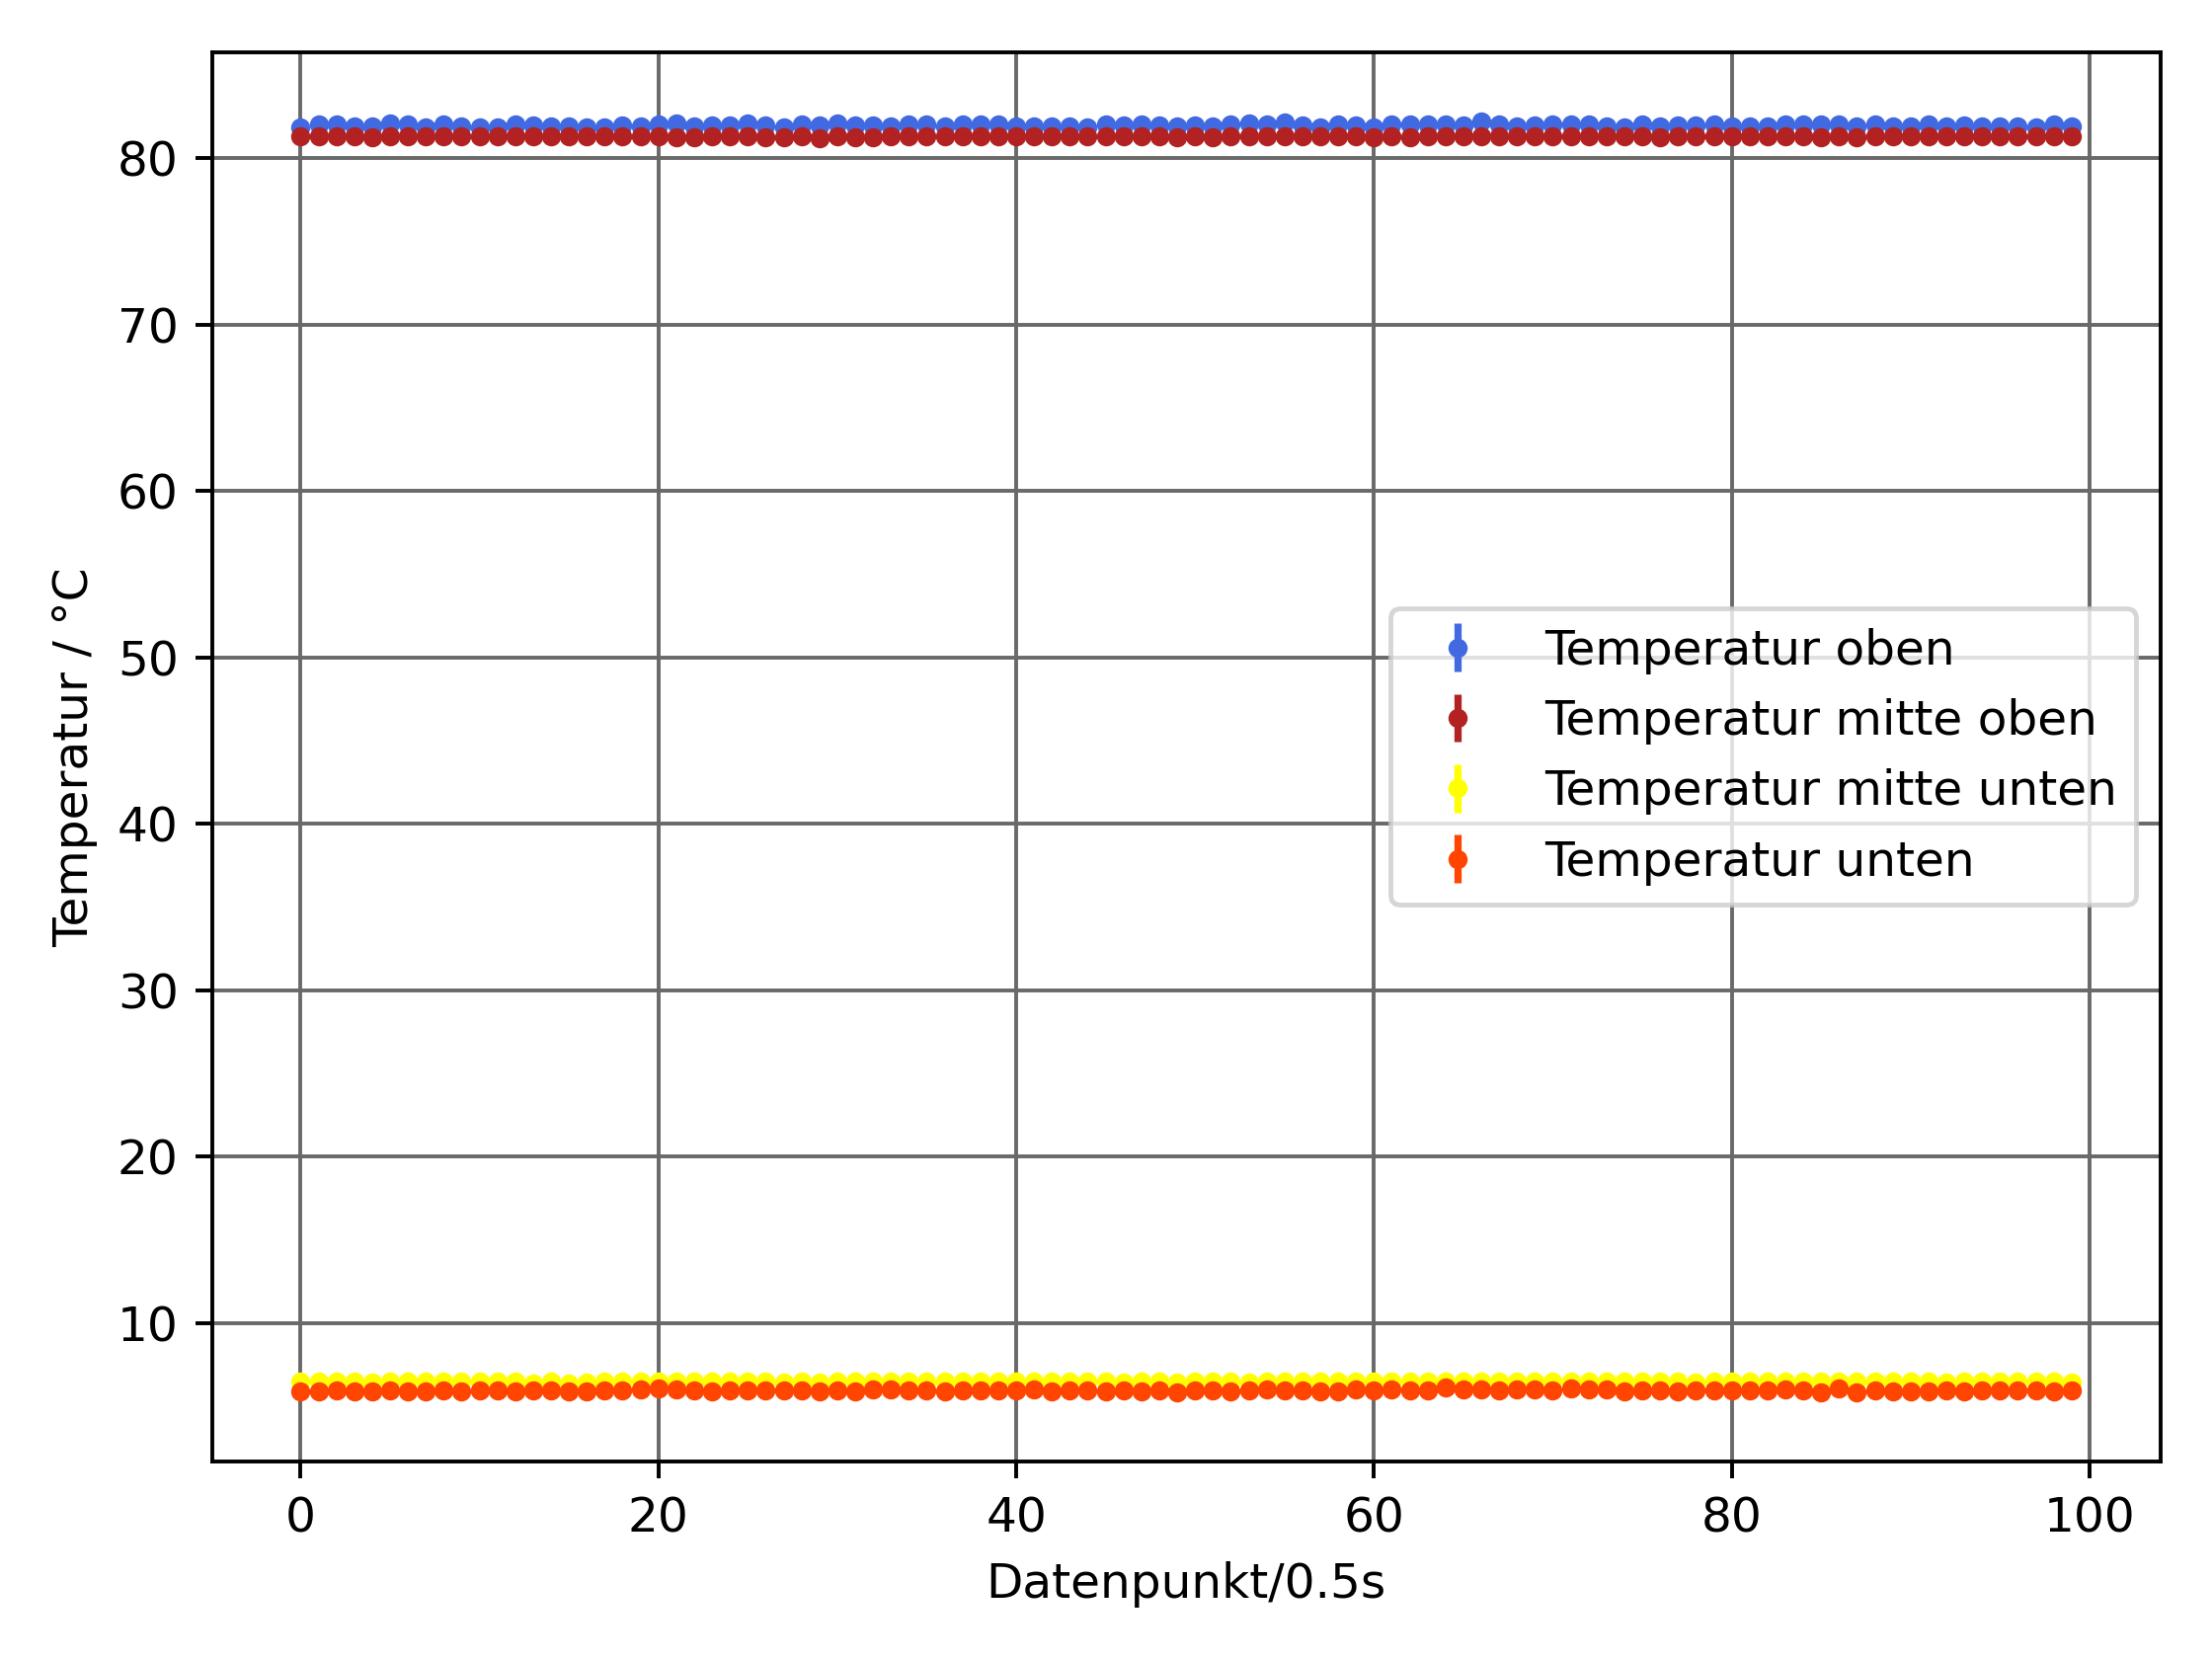 80
70
60
50
40
30
20
10
Temperatur / °C
Temperatur oben
Temperatur mitte oben
Temperatur mitte unten
Temperatur unten
0 20 40 60 80 100
Datenpunkt/0.5s